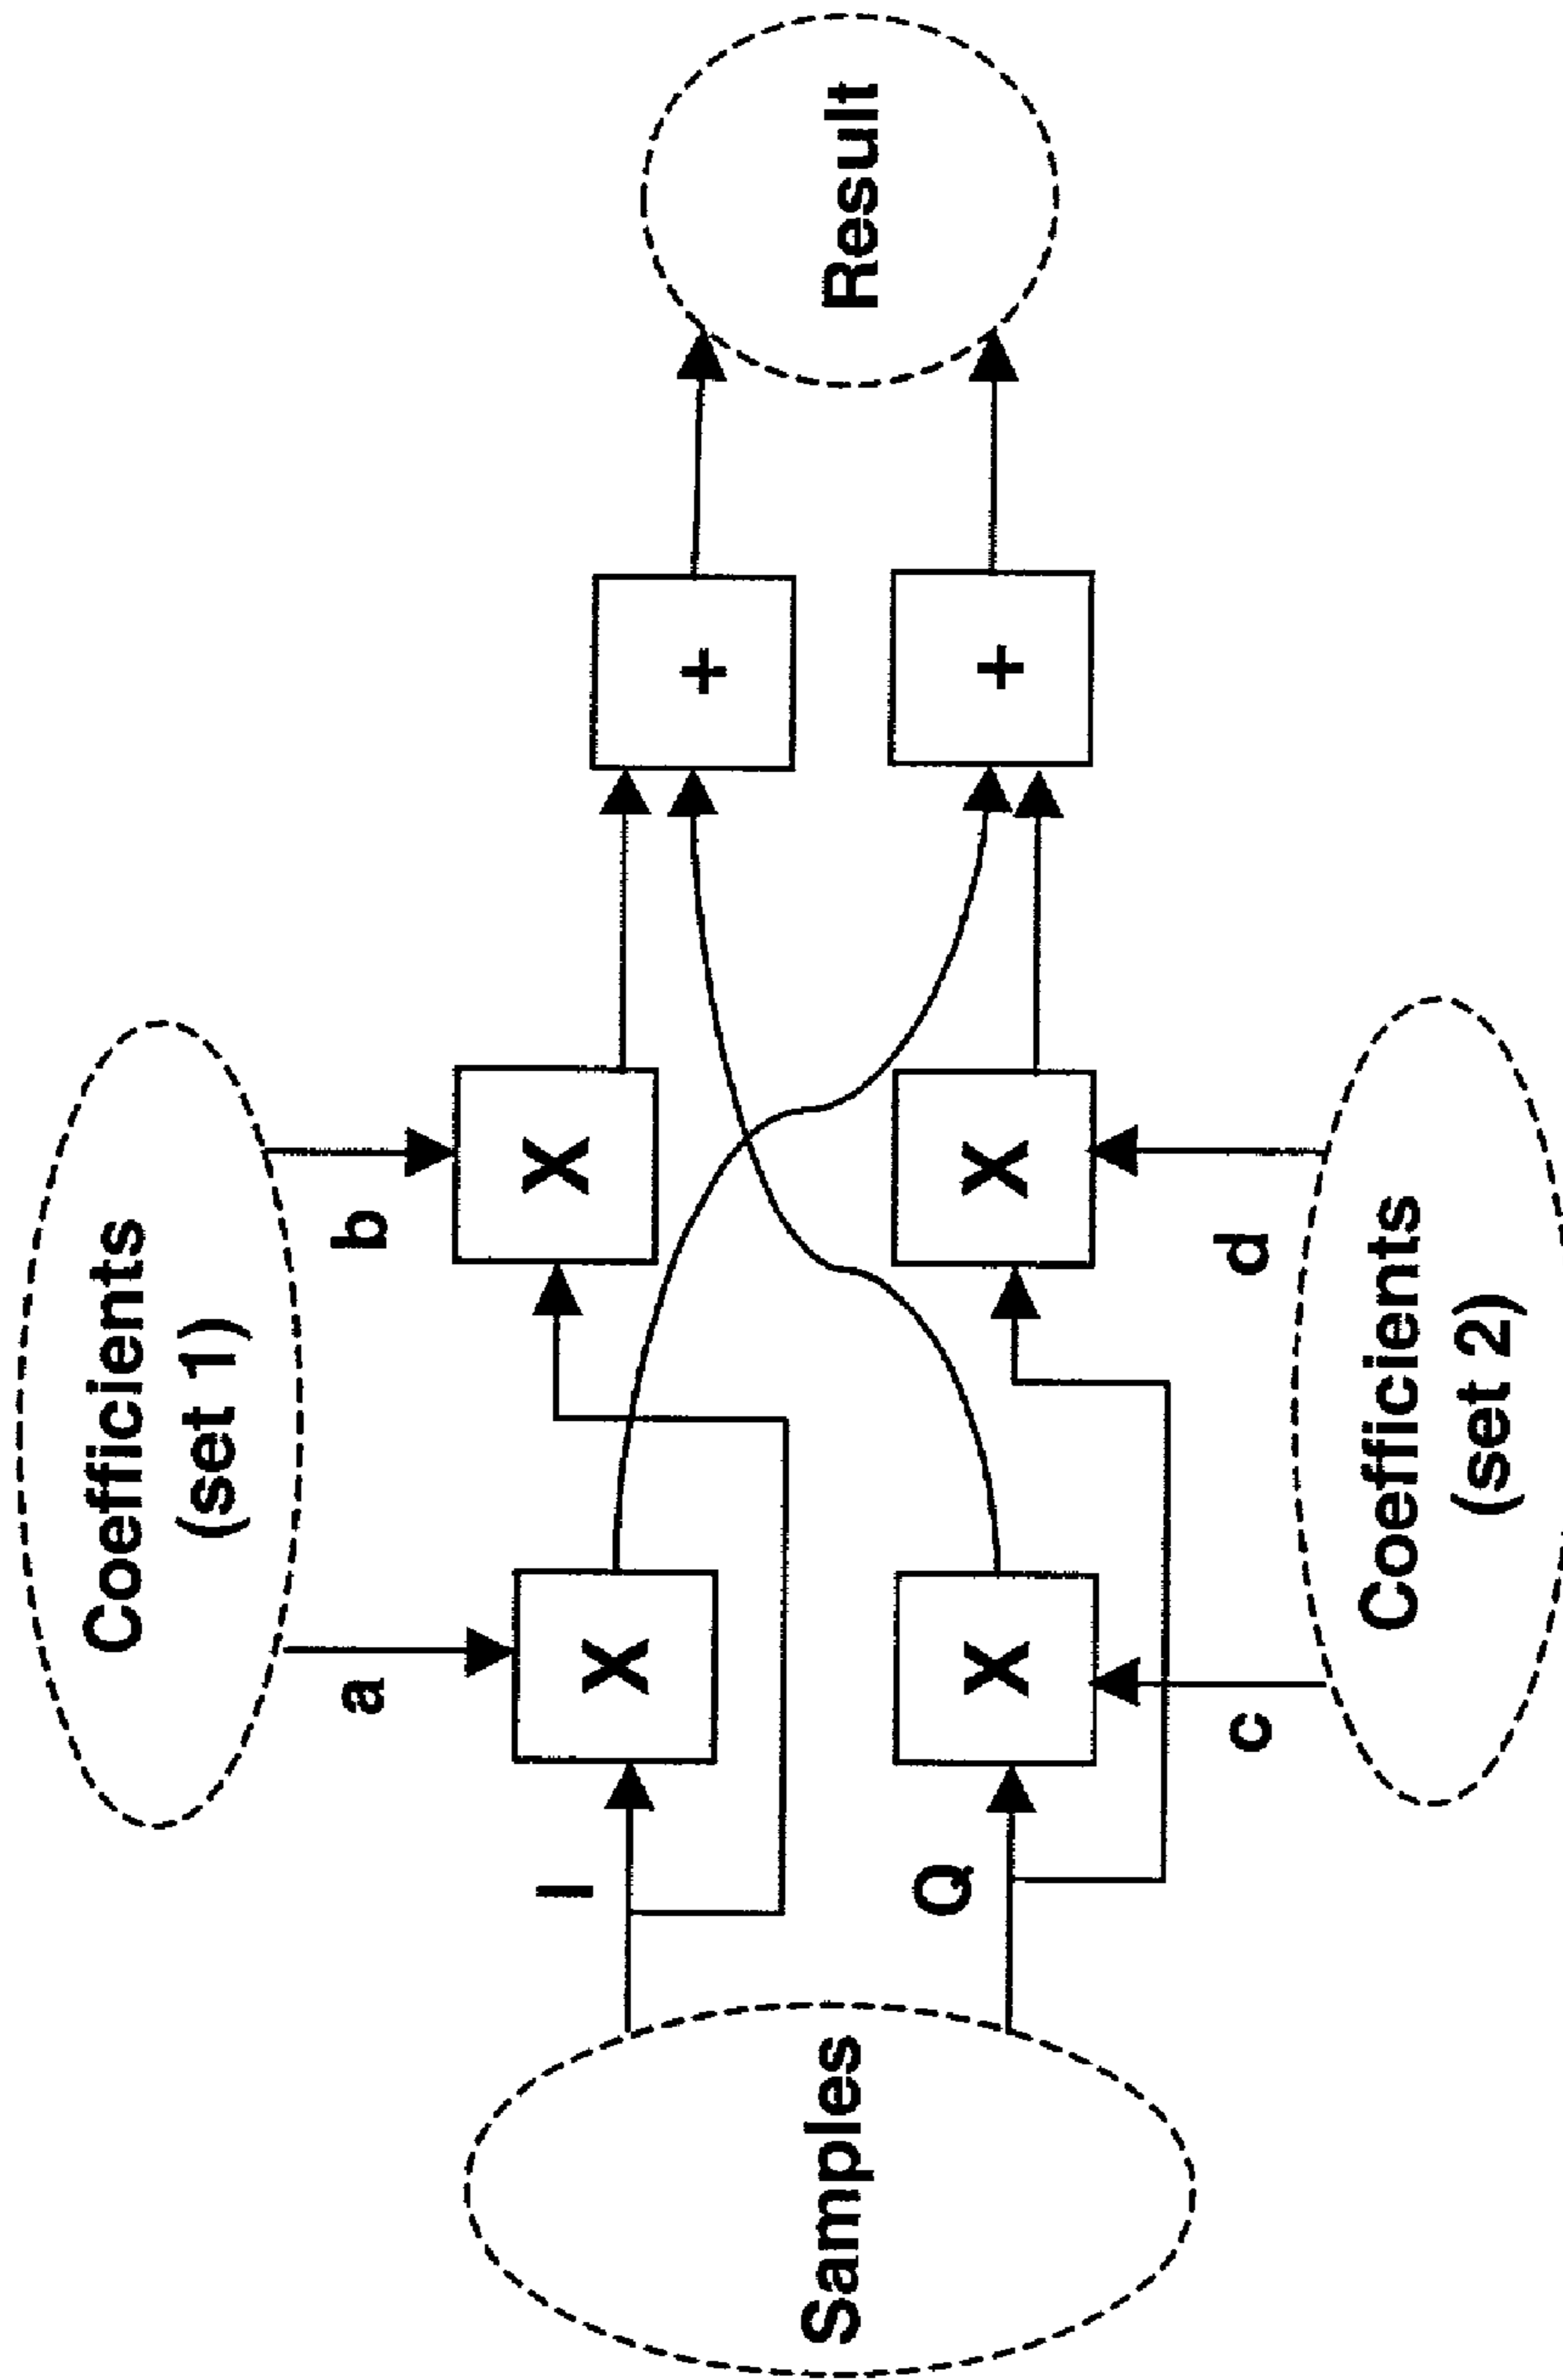 Coefficients
(set 1)
a
b
I
X
X
+
Samples
Result
Q
X
X
+
c
d
Coefficients
(set 2)